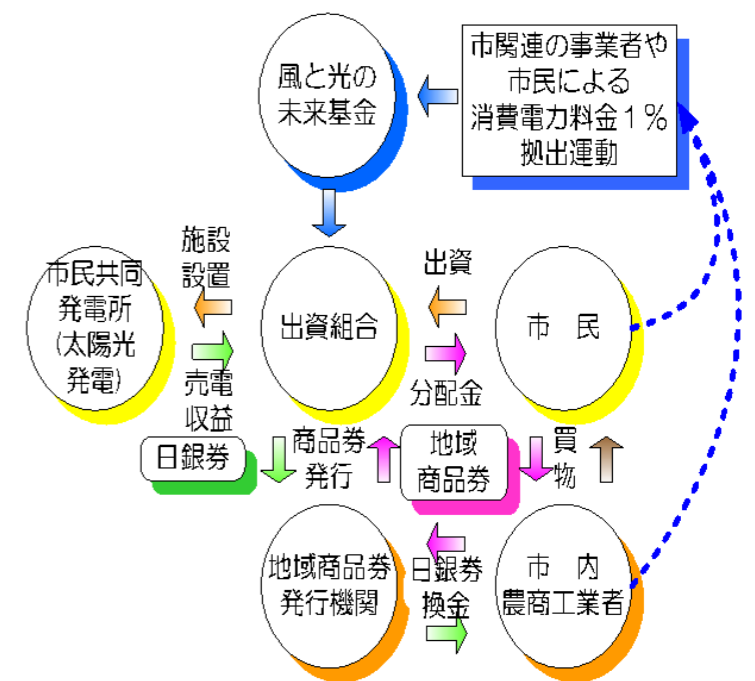 風と光の
未来基金
市関連の事業者や
市民による
消費電力料金１％
拠出運動
市民共同
発電所
(太陽光
発電)
施設
設置
売電
収益
出資組合
出資
分配金
市　民
日銀券
商品券
発行
地域
商品券
買
物
地域商品券
発行機関
日銀券
換金
市　内
農商工業者